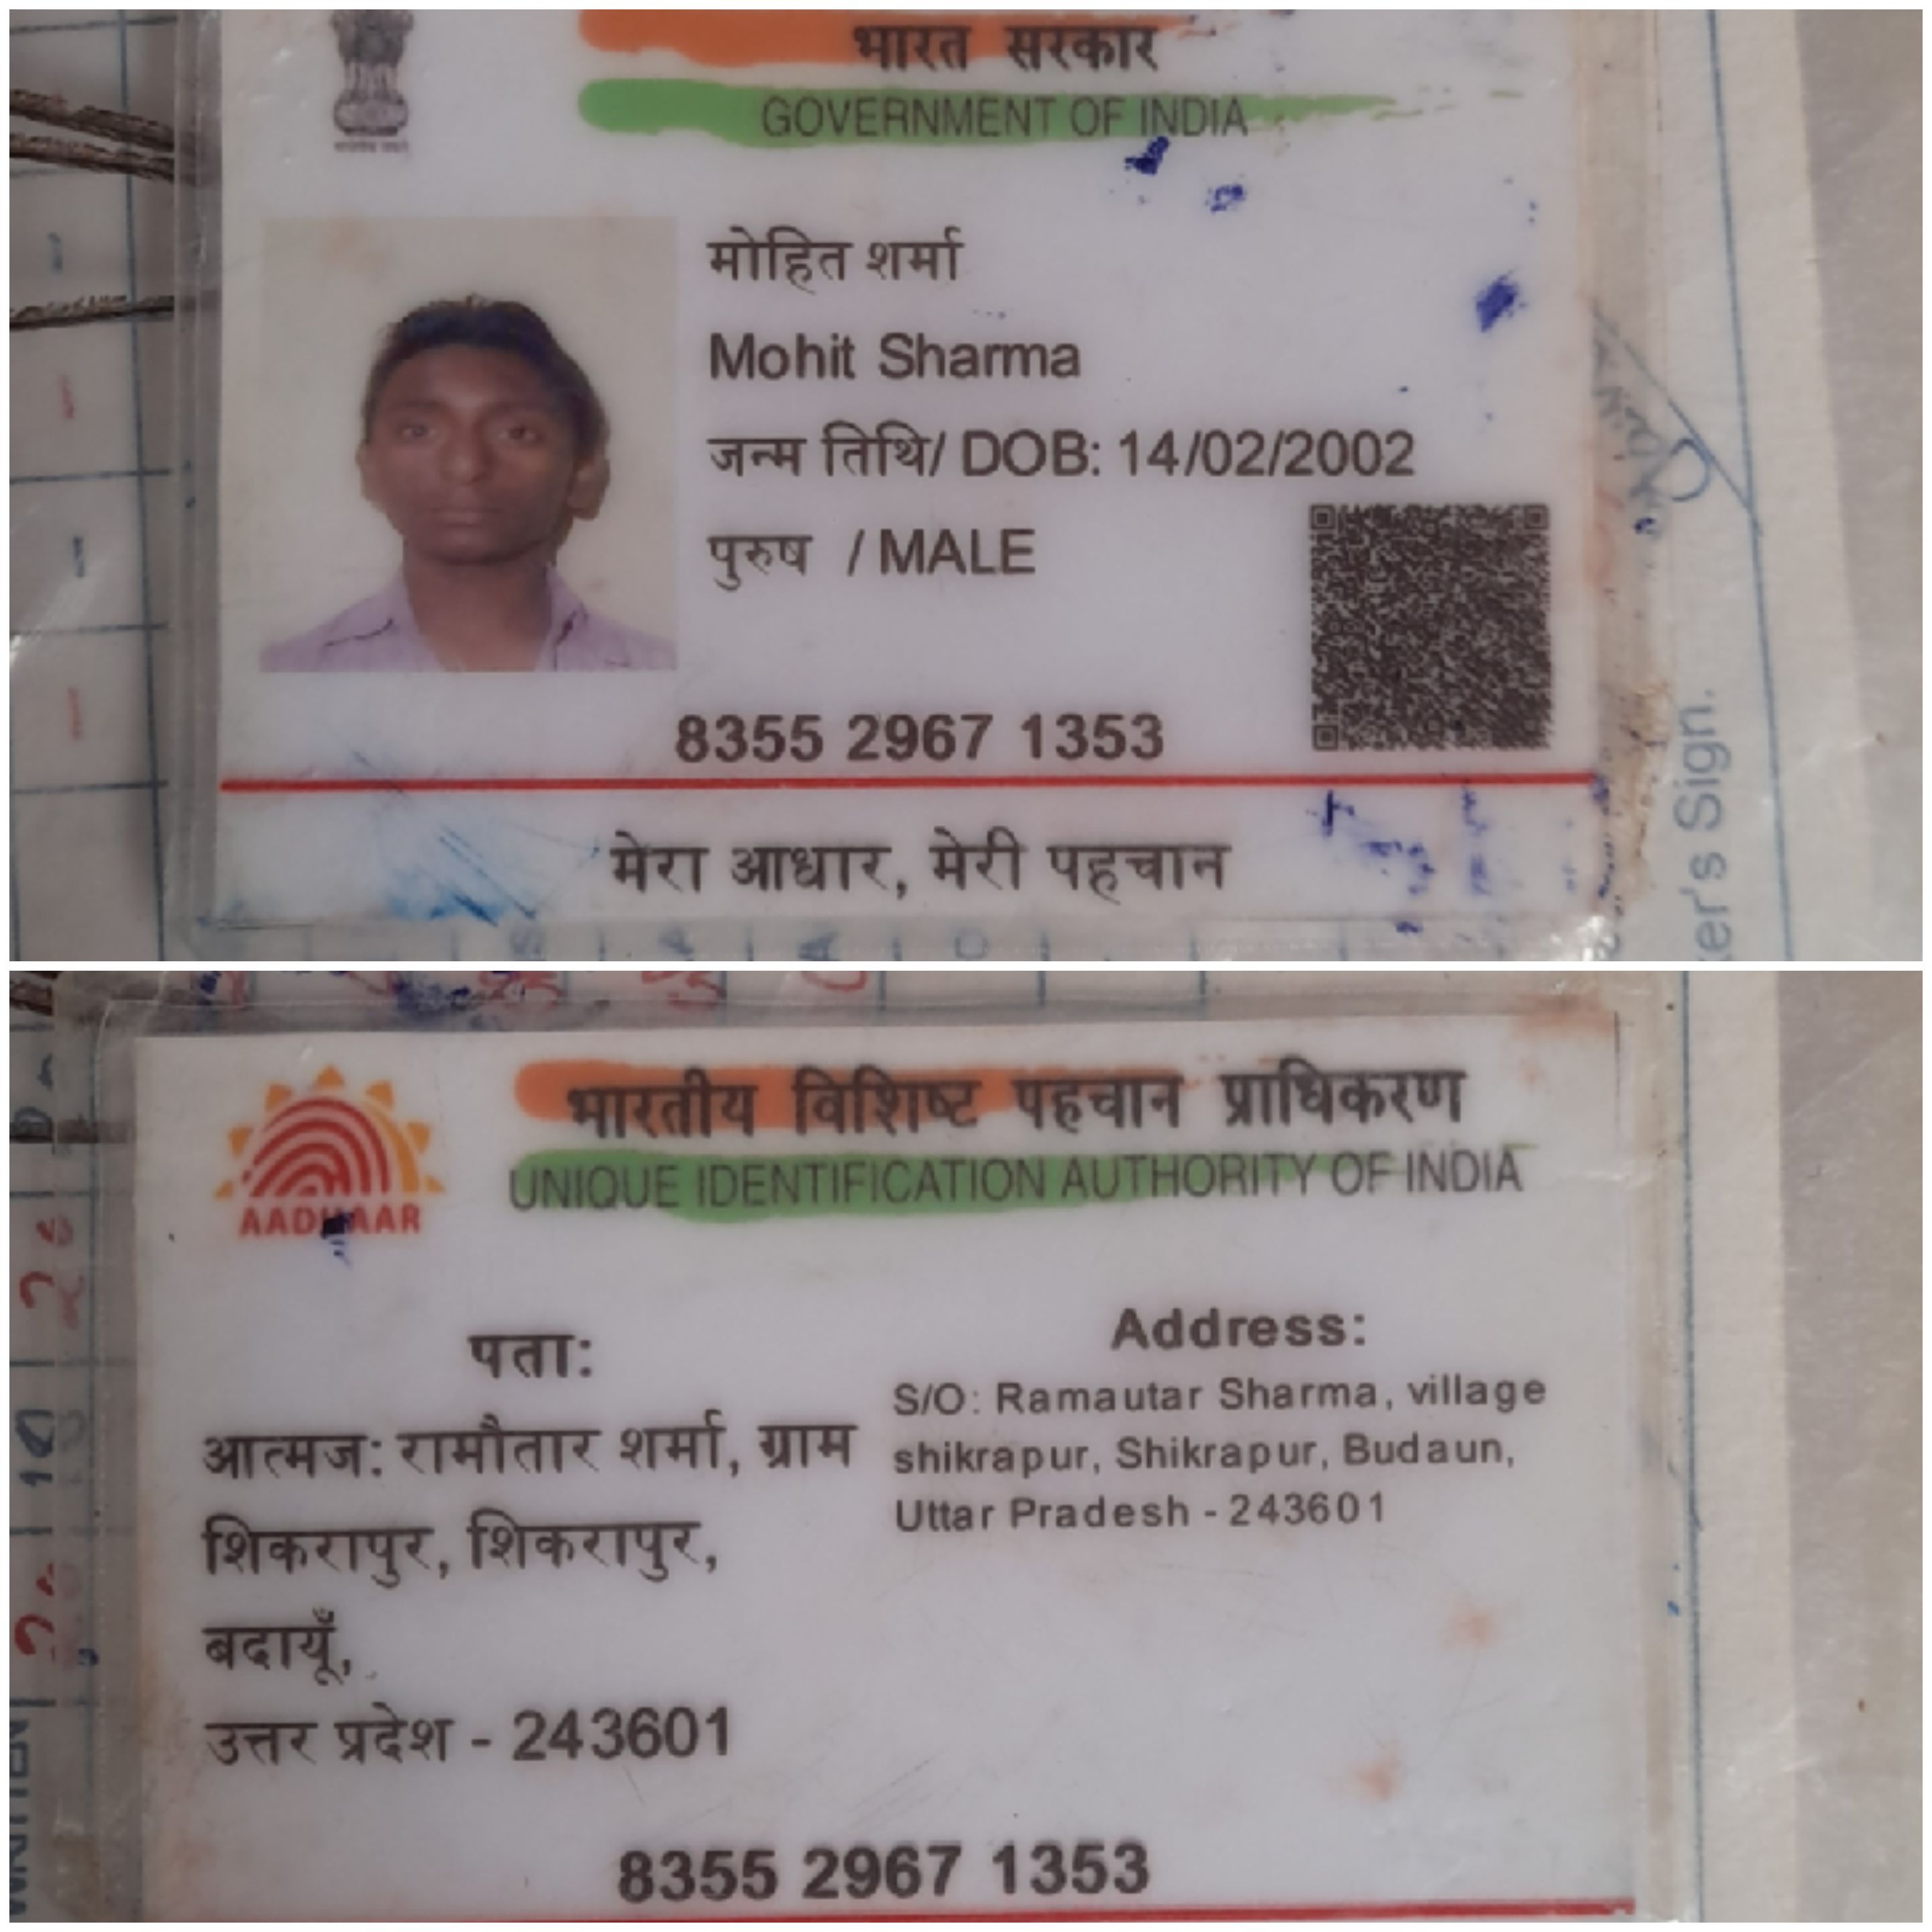 भारत सरकार
GOVERNMENT OF INDIA
मोहित शर्मा
Mohit Sharma
जन्म तिथि/ DOB: 14/02/2002
पुरुष / MALE
8355 2967 1353
मेरा आधार, मेरी पहचान
Sign.
भारतीय विशिष्ट पहचान प्राधिकरण
UNIQUE IDENTIFICATION AUTHORITY OF INDIA
AADHAAR
पता:
आत्मज: रामौतार शर्मा, ग्राम
शिकरापुर, शिकरापुर,
बदायूँ,
उत्तर प्रदेश - 243601
Address:
S/O: Ramautar Sharma, village
shikrapur, Shikrapur, Budaun,
Uttar Pradesh - 243601
8355 2967 1353